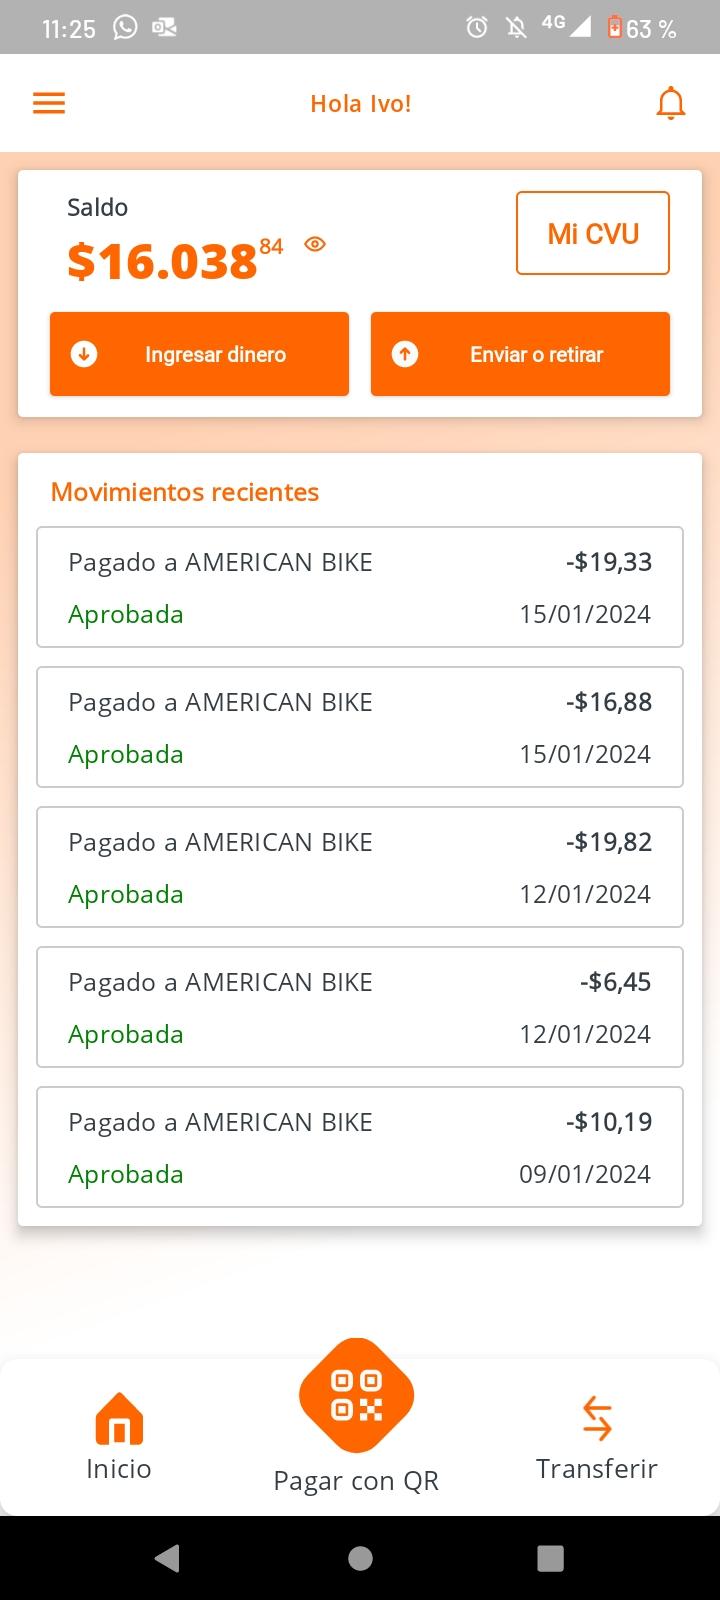 11:25 4G 63 %
Hola Ivo!
Saldo
$16.038 84
Mi CVU
Ingresar dinero
Enviar o retirar
Movimientos recientes
Pagado a AMERICAN BIKE -$19,33
Aprobada 15/01/2024
Pagado a AMERICAN BIKE -$16,88
Aprobada 15/01/2024
Pagado a AMERICAN BIKE -$19,82
Aprobada 12/01/2024
Pagado a AMERICAN BIKE -$6,45
Aprobada 12/01/2024
Pagado a AMERICAN BIKE -$10,19
Aprobada 09/01/2024
Inicio
Pagar con QR
Transferir